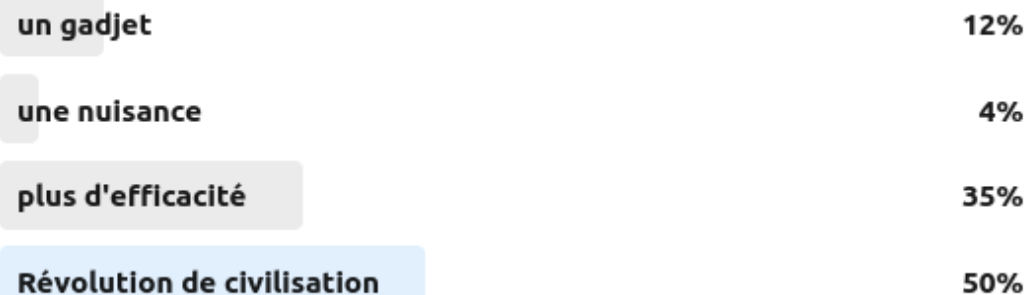 un gadjet 12%
une nuisance 4%
plus d'efficacité 35%
Révolution de civilisation 50%